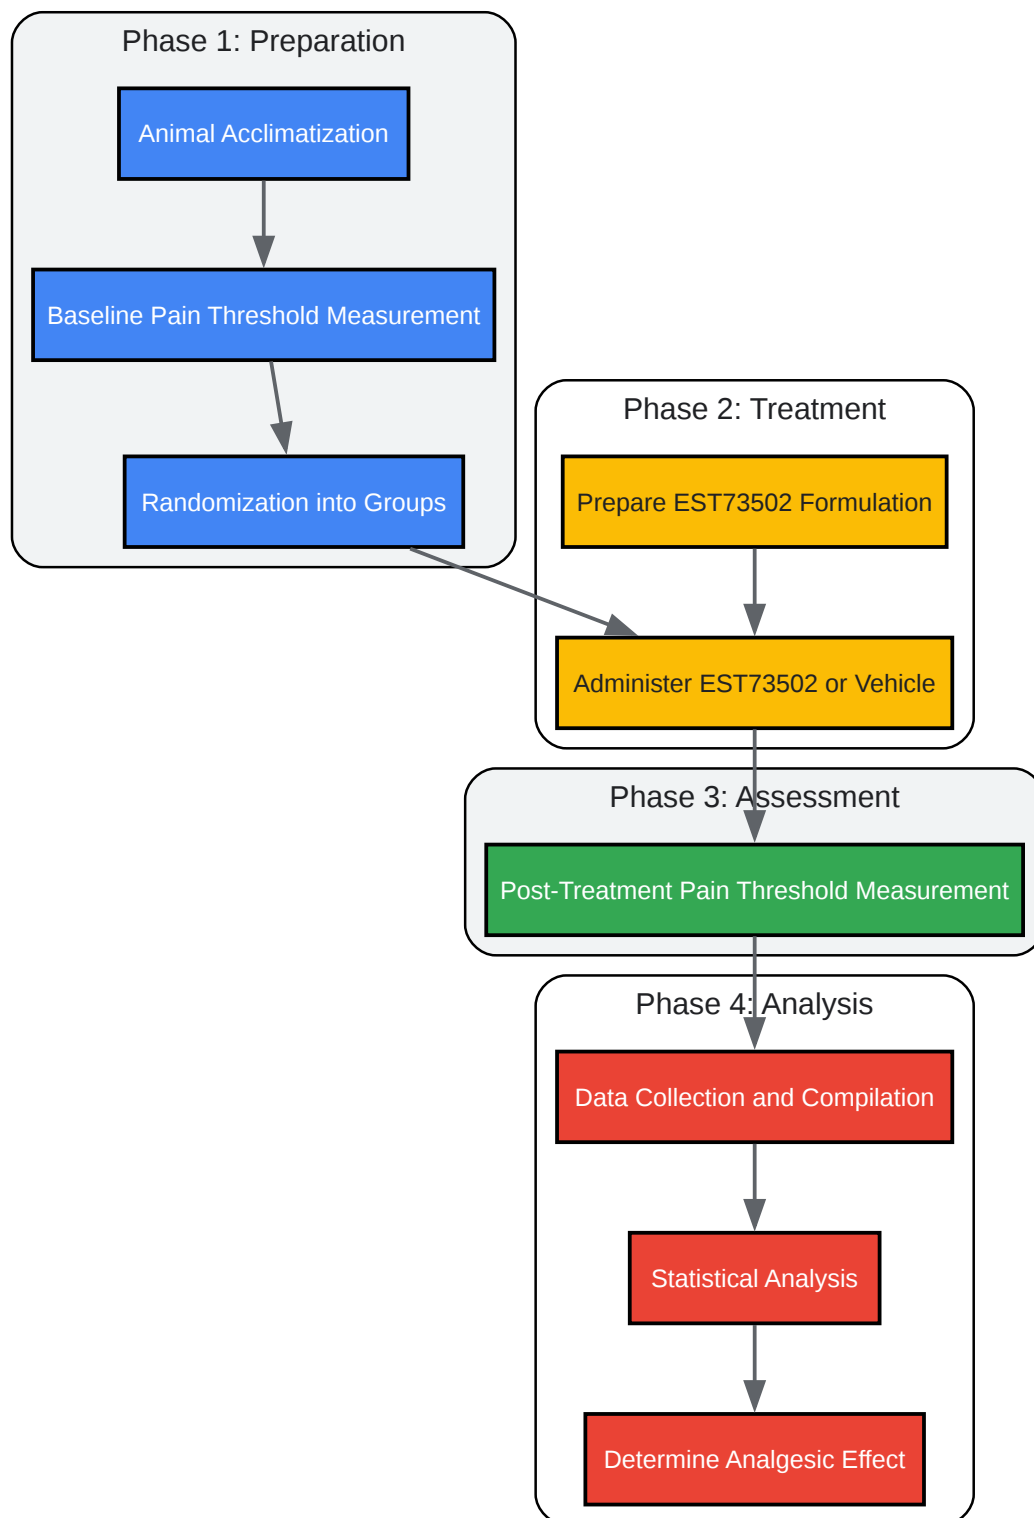 Phase 1: Preparation
Animal Acclimatization
Baseline Pain Threshold Measurement
Randomization into Groups
Phase 2: Treatment
Prepare EST73502 Formulation
Administer EST73502 or Vehicle
Phase 3: Assessment
Post-Treatment Pain Threshold Measurement
Phase 4: Analysis
Data Collection and Compilation
Statistical Analysis
Determine Analgesic Effect